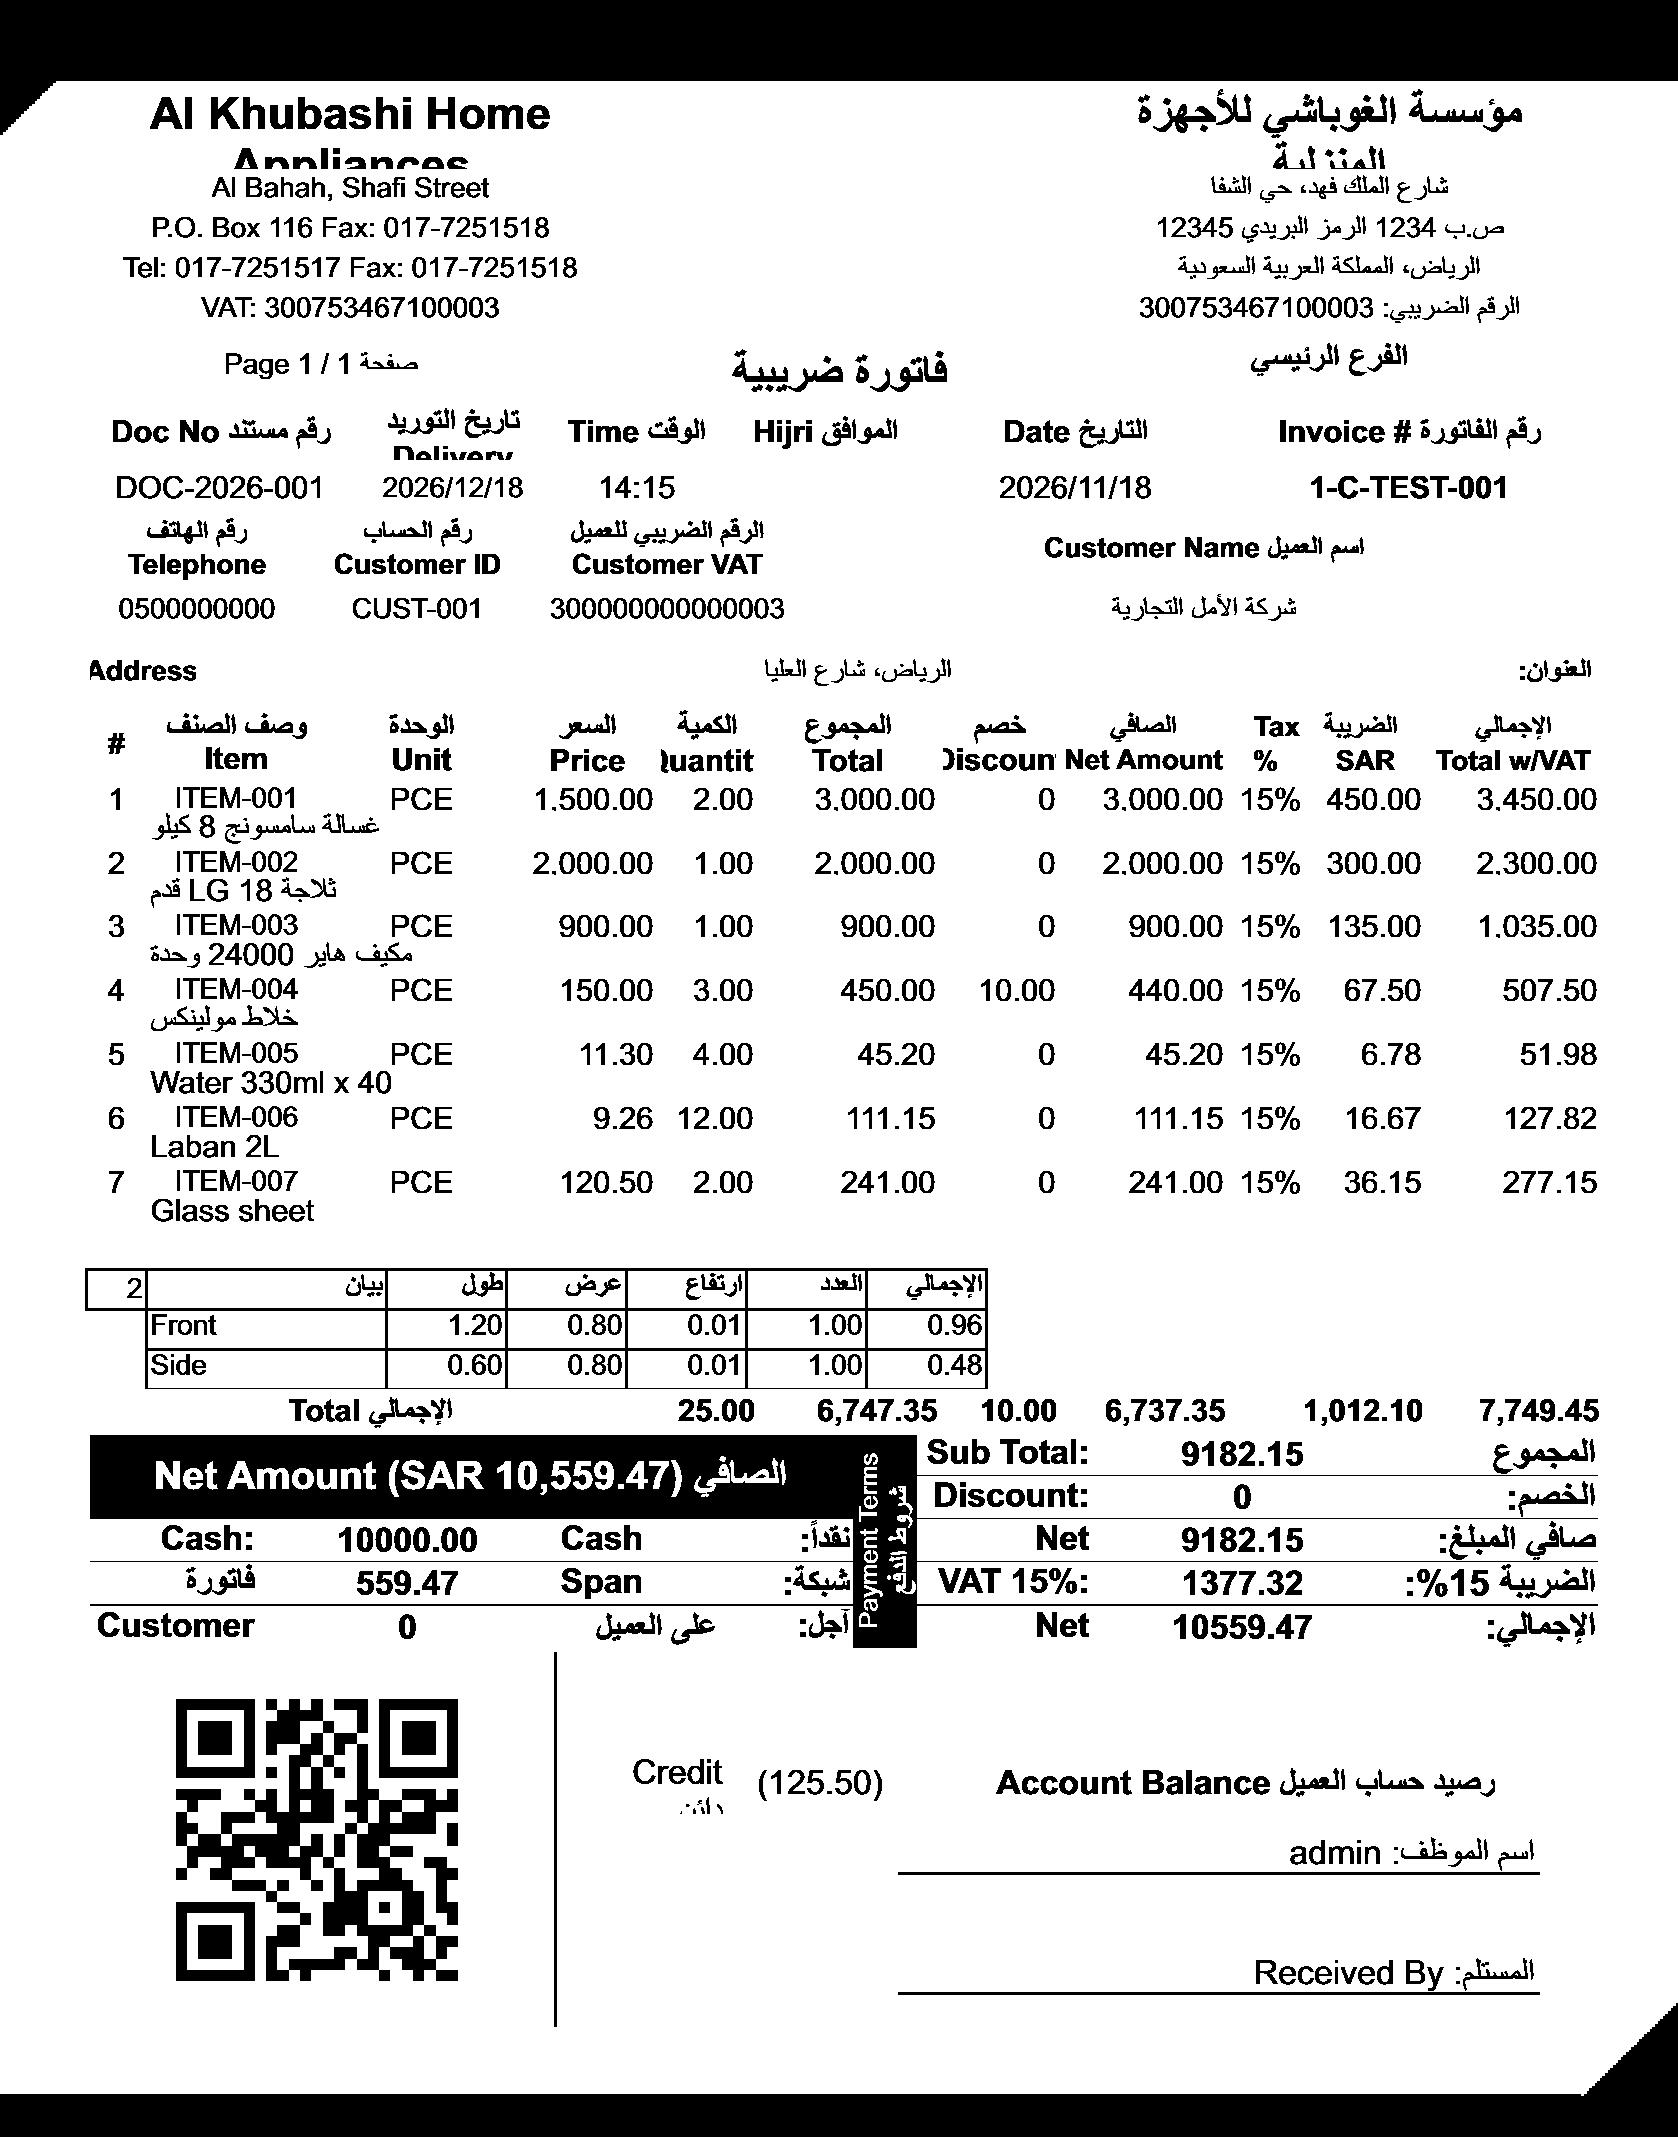 Al Khubashi Home
Appliances
Al Bahah, Shafi Street
P.O. Box 116 Fax: 017-7251518
Tel: 017-7251517 Fax: 017-7251518
VAT: 300753467100003
مؤسسة الغوباشي للأجهزة
المنزلية
شارع الملك فهد، حي الشفا
ص.ب 1234 الرمز البريدي 12345
الرياض، المملكة العربية السعودية
الرقم الضريبي: 300753467100003
Page 1 / 1 صفحة
فاتورة ضريبية
الفرع الرئيسي
Doc No رقم مستند
تاريخ التوريد
Delivery
Time الوقت
Hijri الموافق
Date التاريخ
Invoice # رقم الفاتورة
DOC-2026-001 2026/12/18 14:15 2026/11/18 1-C-TEST-001
رقم الهاتف رقم الحساب الرقم الضريبي للعميل
Telephone Customer ID Customer VAT Customer Name اسم العميل
0500000000 CUST-001 300000000000003 شركة الأمل التجارية
Address الرياض، شارع العليا العنوان:
وصف الصنف الوحدة السعر الكمية المجموع خصم الصافي Tax الضريبة الإجمالي
# Item Unit Price uantit Total Discoun Net Amount % SAR Total w/VAT
1 ITEM-001 PCE 1,500.00 2.00 3,000.00 0 3,000.00 15% 450.00 3,450.00
غسالة سامسونج 8 كيلو
2 ITEM-002 PCE 2,000.00 1.00 2,000.00 0 2,000.00 15% 300.00 2,300.00
ثلاجة LG 18 قدم
3 ITEM-003 PCE 900.00 1.00 900.00 0 900.00 15% 135.00 1,035.00
مكيف هاير 24000 وحدة
4 ITEM-004 PCE 150.00 3.00 450.00 10.00 440.00 15% 67.50 507.50
خلاط مولينكس
5 ITEM-005 PCE 11.30 4.00 45.20 0 45.20 15% 6.78 51.98
Water 330ml x 40
6 ITEM-006 PCE 9.26 12.00 111.15 0 111.15 15% 16.67 127.82
Laban 2L
7 ITEM-007 PCE 120.50 2.00 241.00 0 241.00 15% 36.15 277.15
Glass sheet
2 بيان طول عرض ارتفاع العدد الإجمالي
Front 1.20 0.80 0.01 1.00 0.96
Side 0.60 0.80 0.01 1.00 0.48
Total الإجمالي 25.00 6,747.35 10.00 6,737.35 1,012.10 7,749.45
Net Amount (SAR 10,559.47) الصافي
Payment Terms
شروط الدفع
Sub Total: 9182.15 المجموع
Discount: 0 الخصم:
Cash: 10000.00 Cash نقداً:
Net 9182.15 صافي المبلغ:
فاتورة 559.47 Span شبكة:
VAT 15%: 1377.32 الضريبة 15%:
Customer 0 على العميل آجل:
Net 10559.47 الإجمالي:
Credit (125.50) Account Balance رصيد حساب العميل
دائن
اسم الموظف: admin
Received By المستلم: